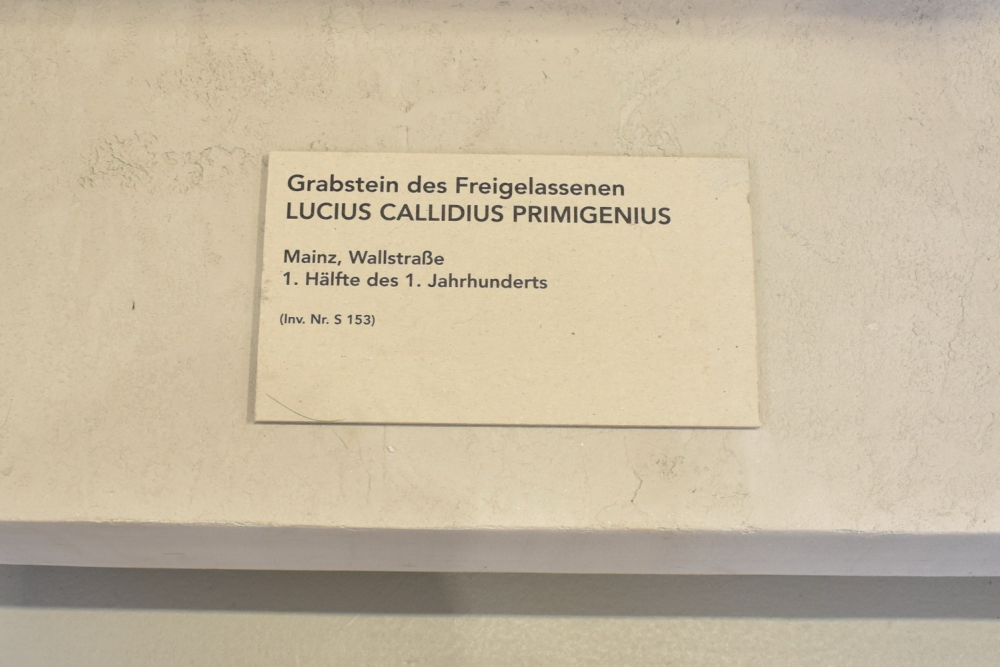 Grabstein des Freigelassenen
LUCIUS CALLIDIUS PRIMIGENIUS
Mainz, Wallstraße
1. Hälfte des 1. Jahrhunderts
(Inv. Nr. S 153)